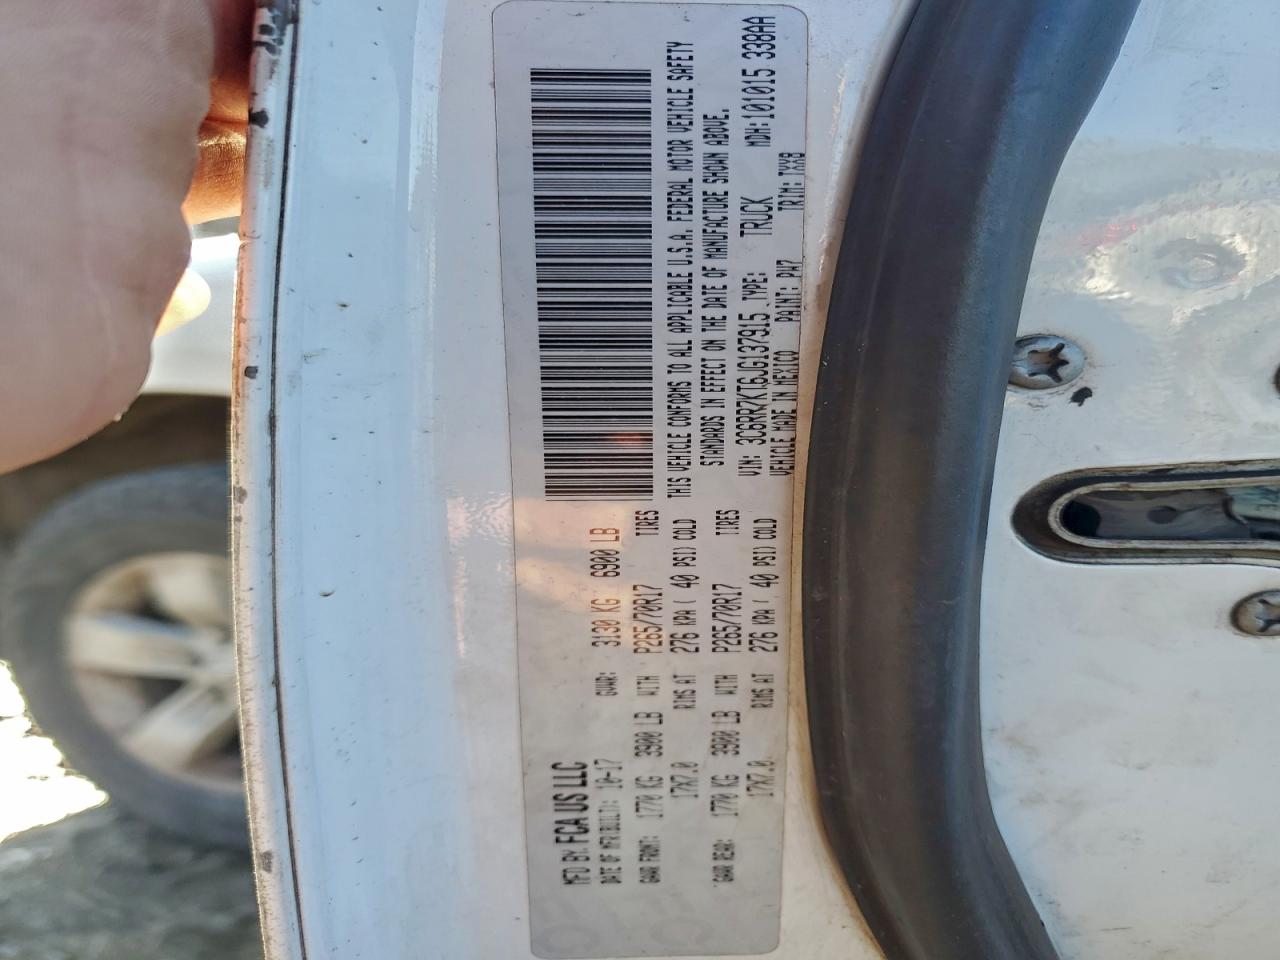 MFD BY: FCA US LLC
DATE OF MFR(BUILT): 10-17 GVWR: 3130 KG 6900 LB
GAWR FRONT: 1770 KG 3900 LB WITH P265/70R17 TIRES
17X7.0 RIMS AT 276 KPA ( 40 PSI) COLD
GAWR REAR: 1770 KG 3900 LB WITH P265/70R17 TIRES
17X7.0 RIMS AT 276 KPA ( 40 PSI) COLD
THIS VEHICLE CONFORMS TO ALL APPLICABLE U.S.A. FEDERAL MOTOR VEHICLE SAFETY
STANDARDS IN EFFECT ON THE DATE OF MANUFACTURE SHOWN ABOVE.
VIN: 3C6RR7KT6JG137915 TYPE: TRUCK MDH:101015 338AA
VEHICLE MADE IN MEXICO PAINT: PW7 TRIM: TXX8